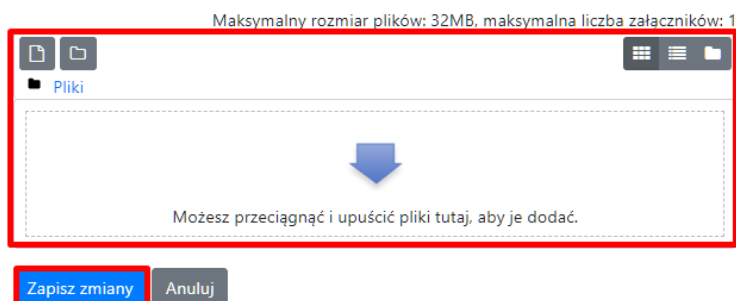 Maksymalny rozmiar plików: 32MB, maksymalna liczba załączników: 1
Pliki
Możesz przeciągnąć i upuścić pliki tutaj, aby je dodać.
Zapisz zmiany Anuluj